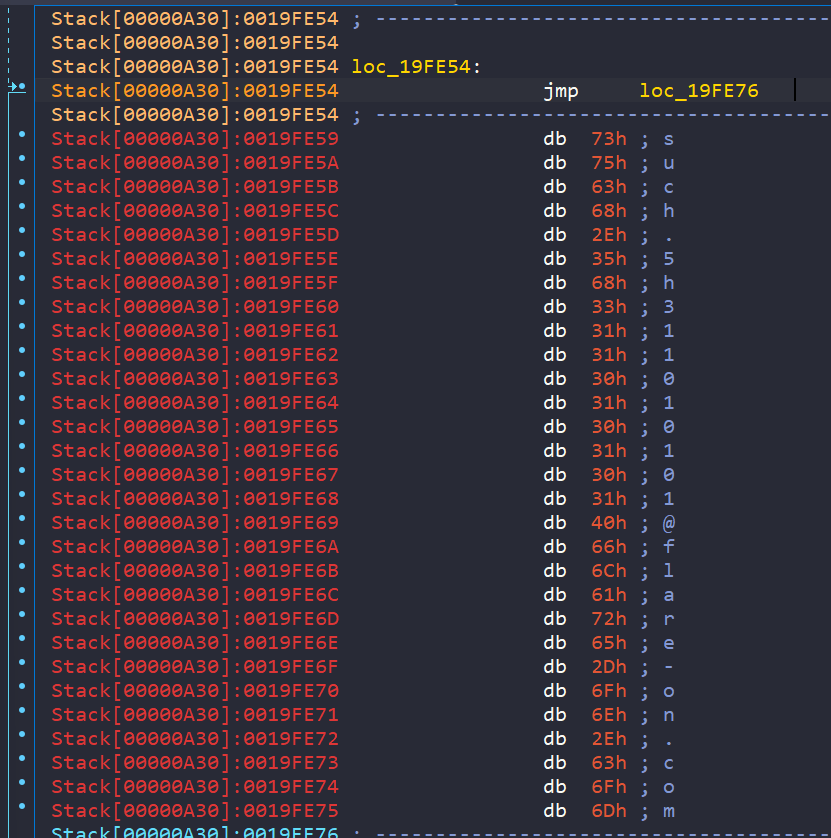 Stack[00000A30]:0019FE54 ; ---------------------------------------
Stack[00000A30]:0019FE54
Stack[00000A30]:0019FE54 loc_19FE54:
Stack[00000A30]:0019FE54 jmp loc_19FE76
Stack[00000A30]:0019FE54 ; ---------------------------------------
Stack[00000A30]:0019FE59 db 73h ; s
Stack[00000A30]:0019FE5A db 75h ; u
Stack[00000A30]:0019FE5B db 63h ; c
Stack[00000A30]:0019FE5C db 68h ; h
Stack[00000A30]:0019FE5D db 2Eh ; .
Stack[00000A30]:0019FE5E db 35h ; 5
Stack[00000A30]:0019FE5F db 68h ; h
Stack[00000A30]:0019FE60 db 33h ; 3
Stack[00000A30]:0019FE61 db 31h ; 1
Stack[00000A30]:0019FE62 db 31h ; 1
Stack[00000A30]:0019FE63 db 30h ; 0
Stack[00000A30]:0019FE64 db 31h ; 1
Stack[00000A30]:0019FE65 db 30h ; 0
Stack[00000A30]:0019FE66 db 31h ; 1
Stack[00000A30]:0019FE67 db 30h ; 0
Stack[00000A30]:0019FE68 db 31h ; 1
Stack[00000A30]:0019FE69 db 40h ; @
Stack[00000A30]:0019FE6A db 66h ; f
Stack[00000A30]:0019FE6B db 6Ch ; l
Stack[00000A30]:0019FE6C db 61h ; a
Stack[00000A30]:0019FE6D db 72h ; r
Stack[00000A30]:0019FE6E db 65h ; e
Stack[00000A30]:0019FE6F db 2Dh ; -
Stack[00000A30]:0019FE70 db 6Fh ; o
Stack[00000A30]:0019FE71 db 6Eh ; n
Stack[00000A30]:0019FE72 db 2Eh ; .
Stack[00000A30]:0019FE73 db 63h ; c
Stack[00000A30]:0019FE74 db 6Fh ; o
Stack[00000A30]:0019FE75 db 6Dh ; m
Stack[00000A30]:0019FE76 ; ---------------------------------------